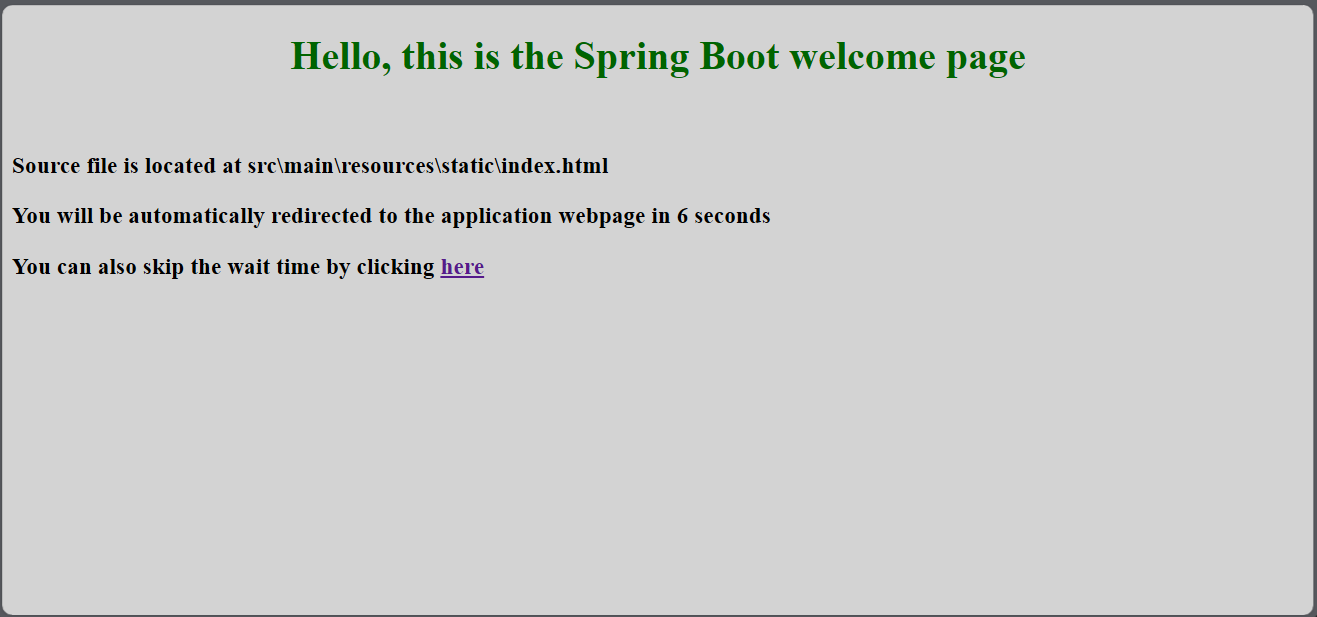 Hello, this is the Spring Boot welcome page
Source file is located at src\main\resources\static\index.html
You will be automatically redirected to the application webpage in 6 seconds
You can also skip the wait time by clicking here